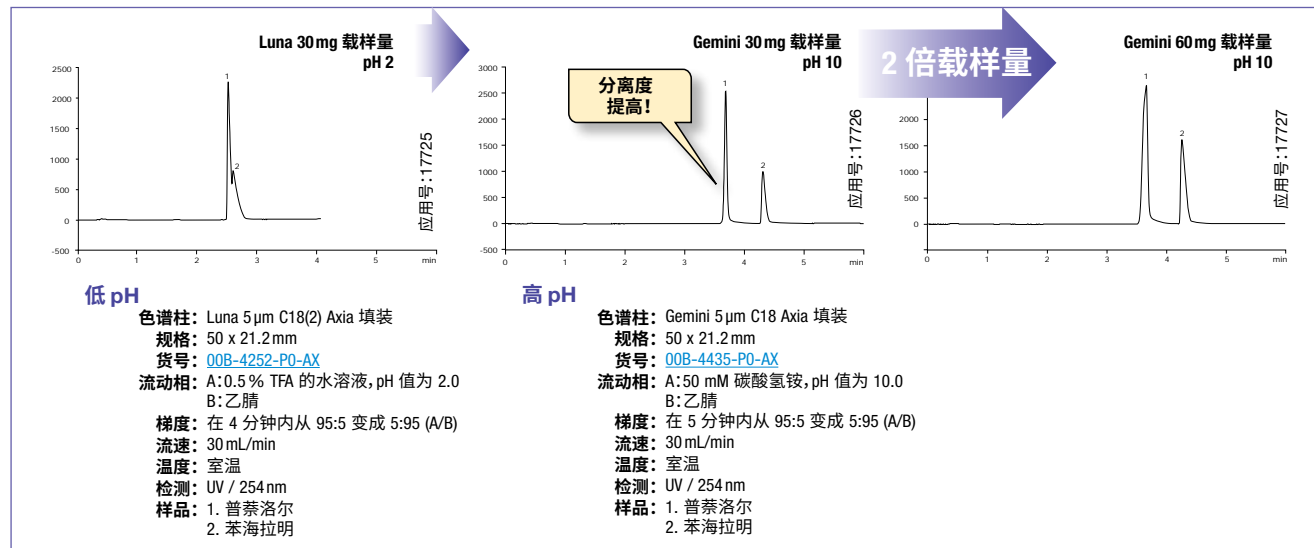 Luna 30 mg 载样量
pH 2
2500
2000
1500
1000
500
0
-500
0
1
2
3
4
5
min
1
2
应用号:17725
Gemini 30 mg 载样量
pH 10
3000
2500
2000
1500
1000
500
0
-500
0
1
2
3
4
5
min
分离度
提高!
1
2
应用号:17726
2 倍载样量
Gemini 60 mg 载样量
pH 10
2000
1500
1000
500
0
0
1
2
3
4
5
min
1
2
应用号:17727
低 pH
色谱柱: Luna 5 µm C18(2) Axia 填装
规格: 50 x 21.2 mm
货号: 00B-4252-P0-AX
流动相: A:0.5 % TFA 的水溶液,pH 值为 2.0
B:乙腈
梯度: 在 4 分钟内从 95:5 变成 5:95 (A/B)
流速: 30 mL/min
温度: 室温
检测: UV / 254 nm
样品: 1. 普萘洛尔
2. 苯海拉明
高 pH
色谱柱: Gemini 5 µm C18 Axia 填装
规格: 50 x 21.2 mm
货号: 00B-4435-P0-AX
流动相: A:50 mM 碳酸氢铵,pH 值为 10.0
B:乙腈
梯度: 在 5 分钟内从 95:5 变成 5:95 (A/B)
流速: 30 mL/min
温度: 室温
检测: UV / 254 nm
样品: 1. 普萘洛尔
2. 苯海拉明